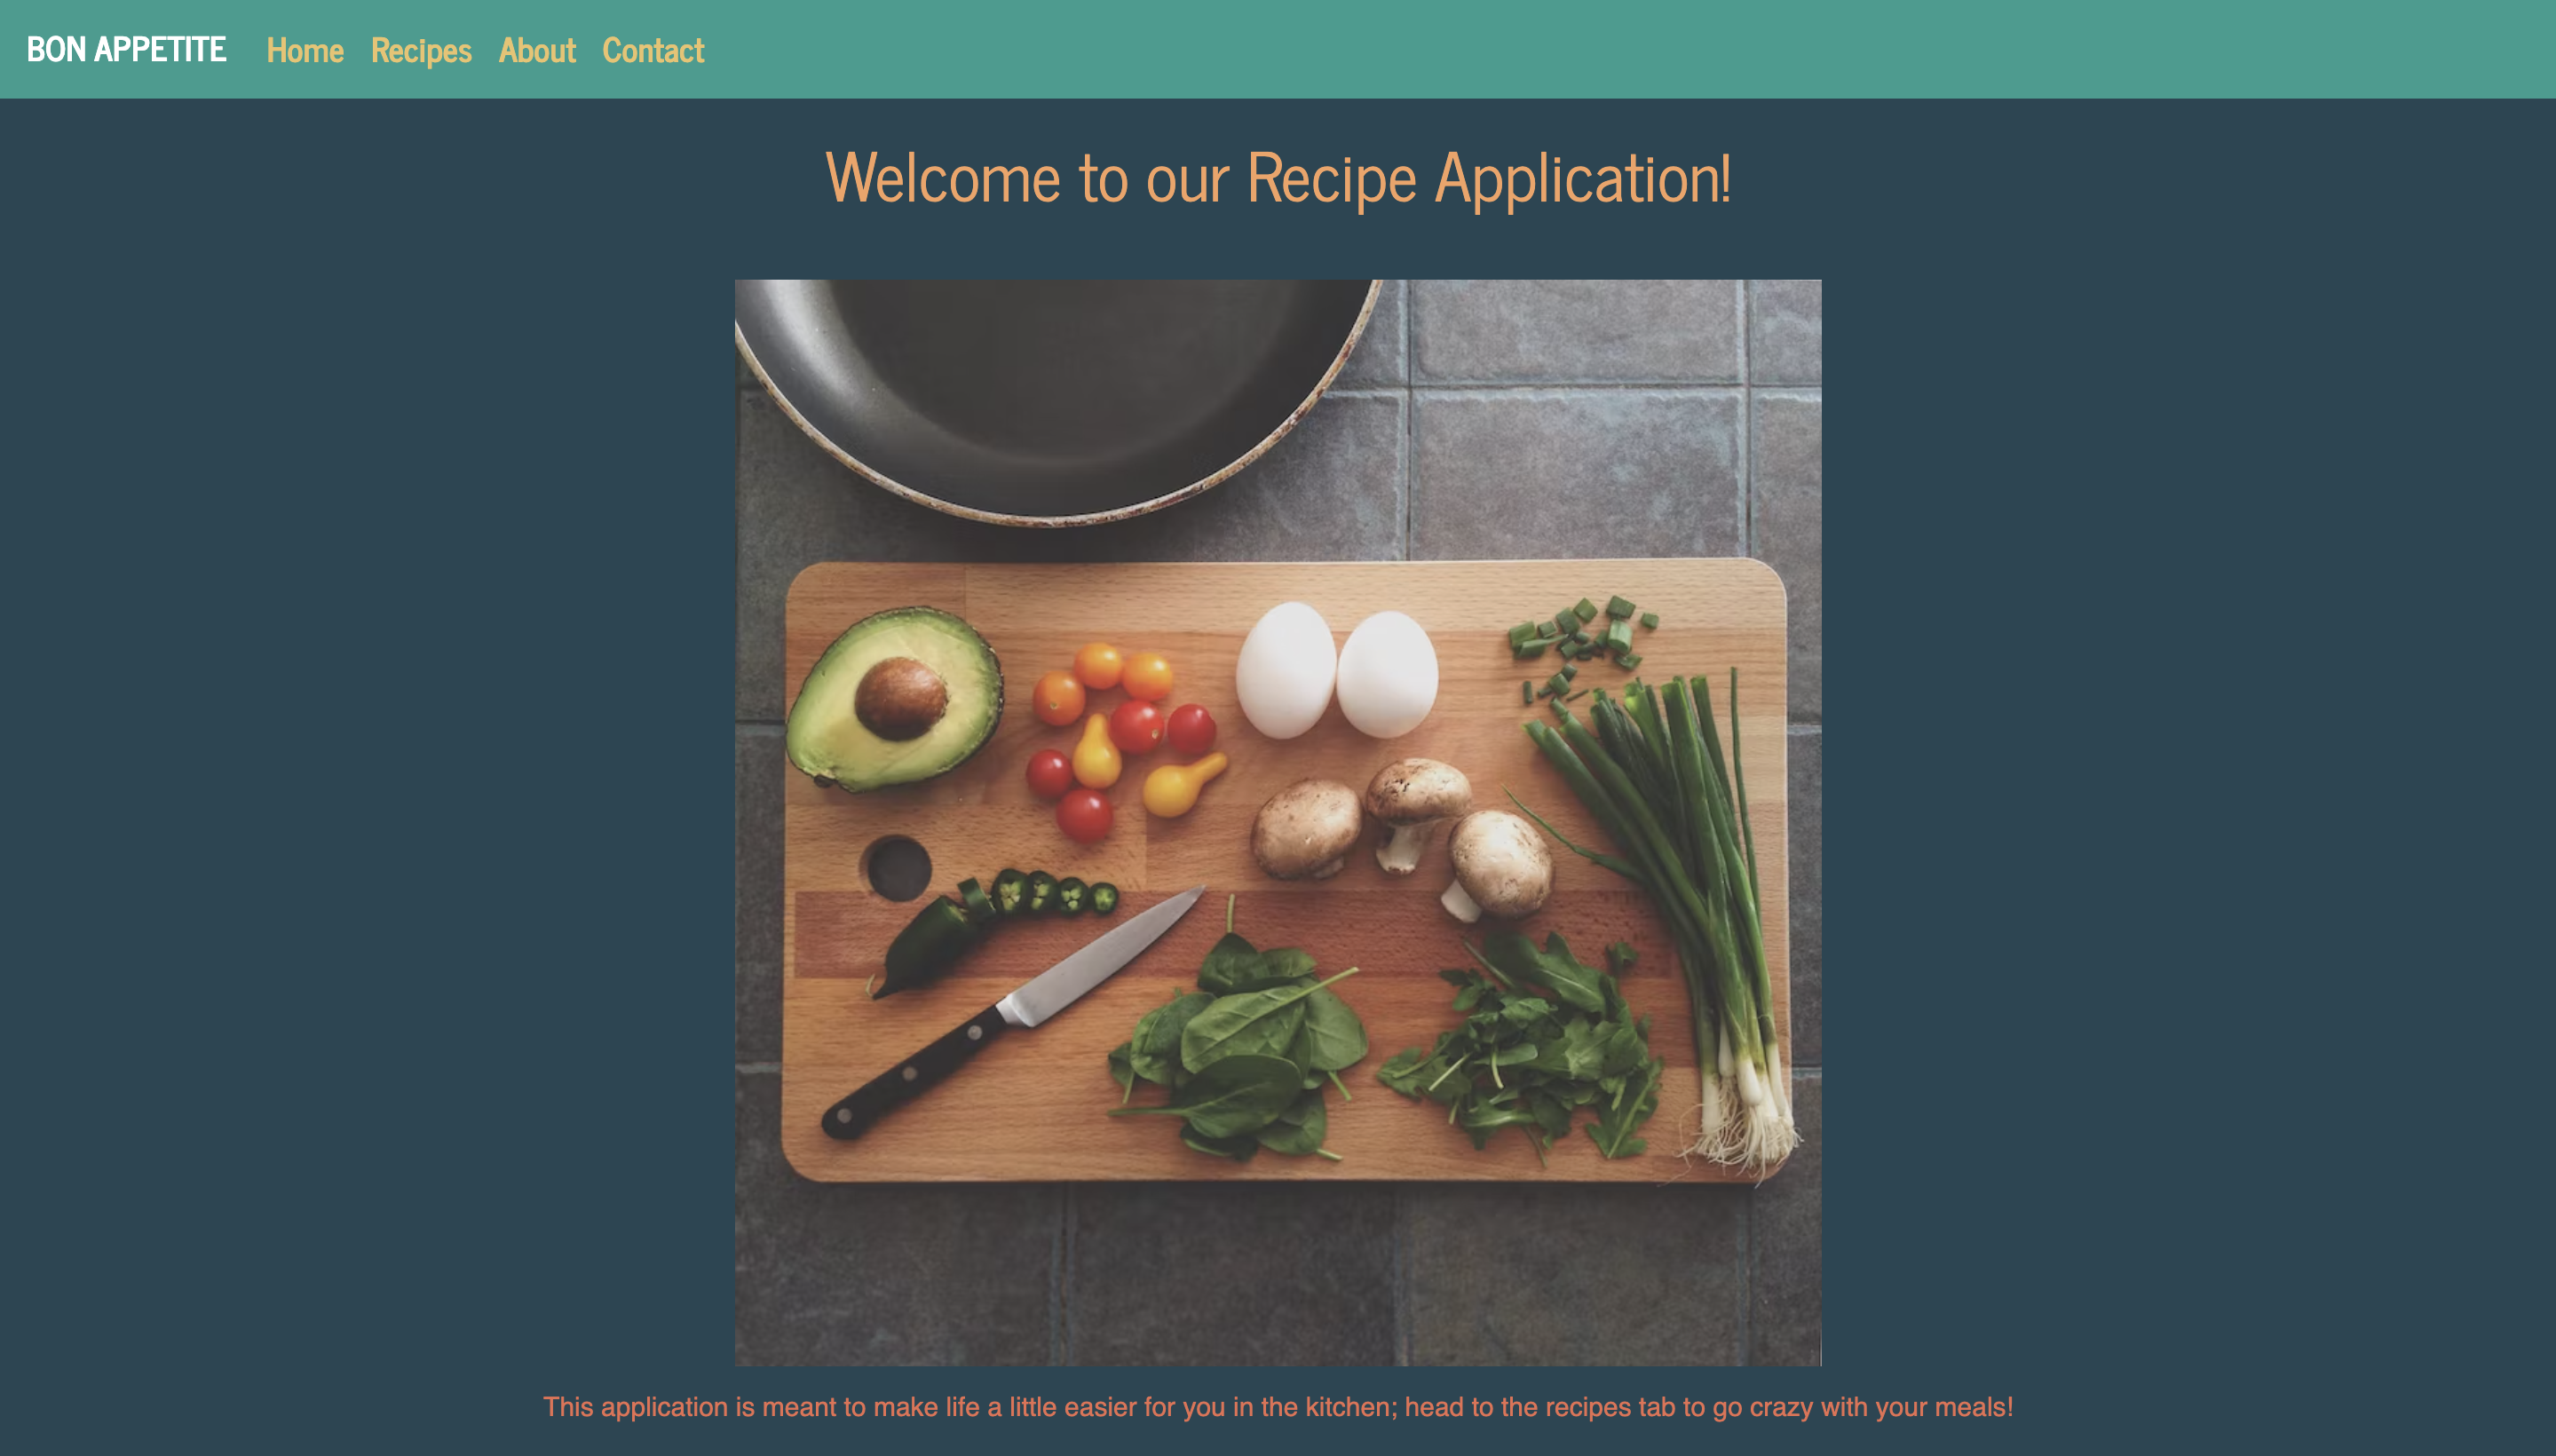 BON APPETITE Home Recipes About Contact
Welcome to our Recipe Application!
This application is meant to make life a little easier for you in the kitchen; head to the recipes tab to go crazy with your meals!